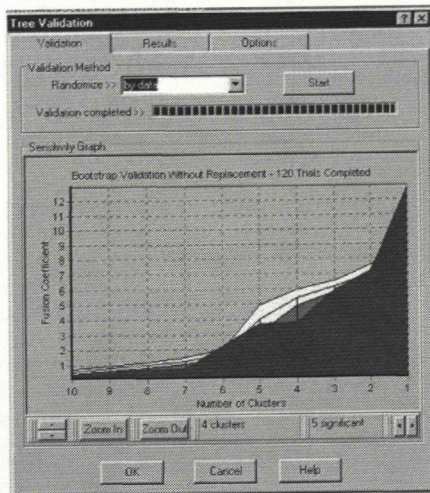 Tree Validation
Validation Results Options
Validation Method
Randomize >> by data Start
Validation completed >>
Sensitivity Graph
Bootstrap Validation Without Replacement - 120 Trials Completed
Fusion Coefficient
12
11
10
9
8
7
6
5
4
3
2
1
10 9 8 7 6 5 4 3 2 1
Number of Clusters
Zoom In Zoom Out 4 clusters 5 significant
OK Cancel Help